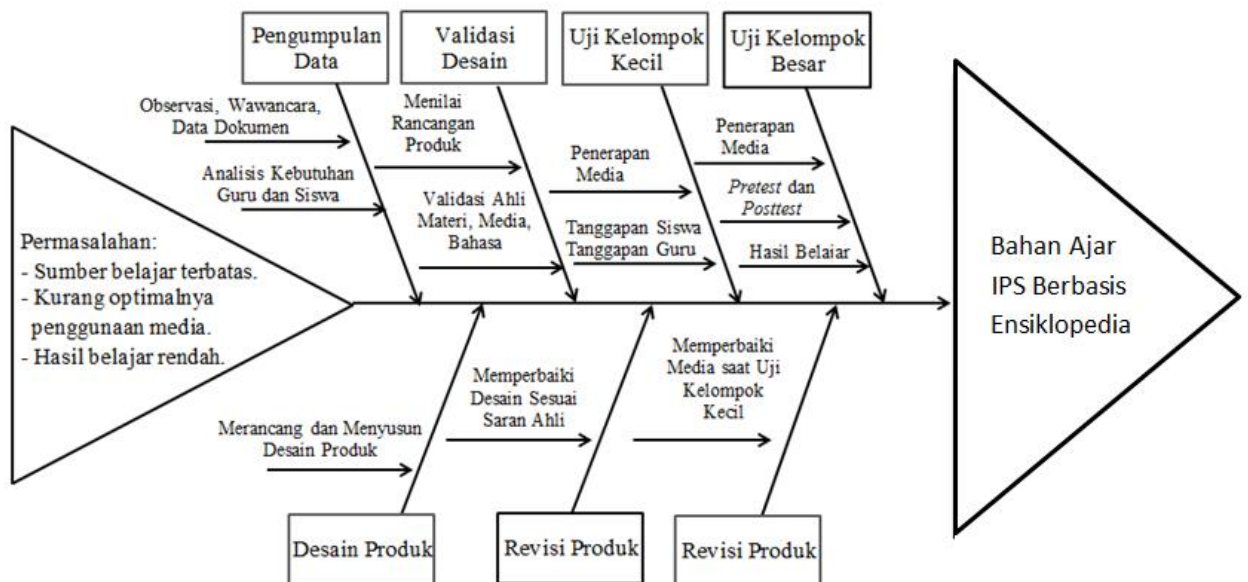 Pengumpulan
Data
Validasi
Desain
Uji Kelompok
Kecil
Uji Kelompok
Besar
Observasi, Wawancara,
Data Dokumen
Analisis Kebutuhan
Guru dan Siswa
Menilai
Rancangan
Produk
Validasi Ahli
Materi, Media,
Bahasa
Penerapan
Media
Tanggapan Siswa
Tanggapan Guru
Penerapan
Media
Pretest dan
Posttest
Hasil Belaiar
Permasalahan:
- Sumber belajar terbatas.
- Kurang optimalnya
penggunaan media.
- Hasil belajar rendah.
Bahan Ajar
IPS Berbasis
Ensiklopedia
Merancang dan Menyusun
Desain Produk
Memperbaiki
Desain Sesuai
Saran Ahli
Memperbaiki
Media saat Uji
Kelompok
Kecil
Desain Produk
Revisi Produk
Revisi Produk